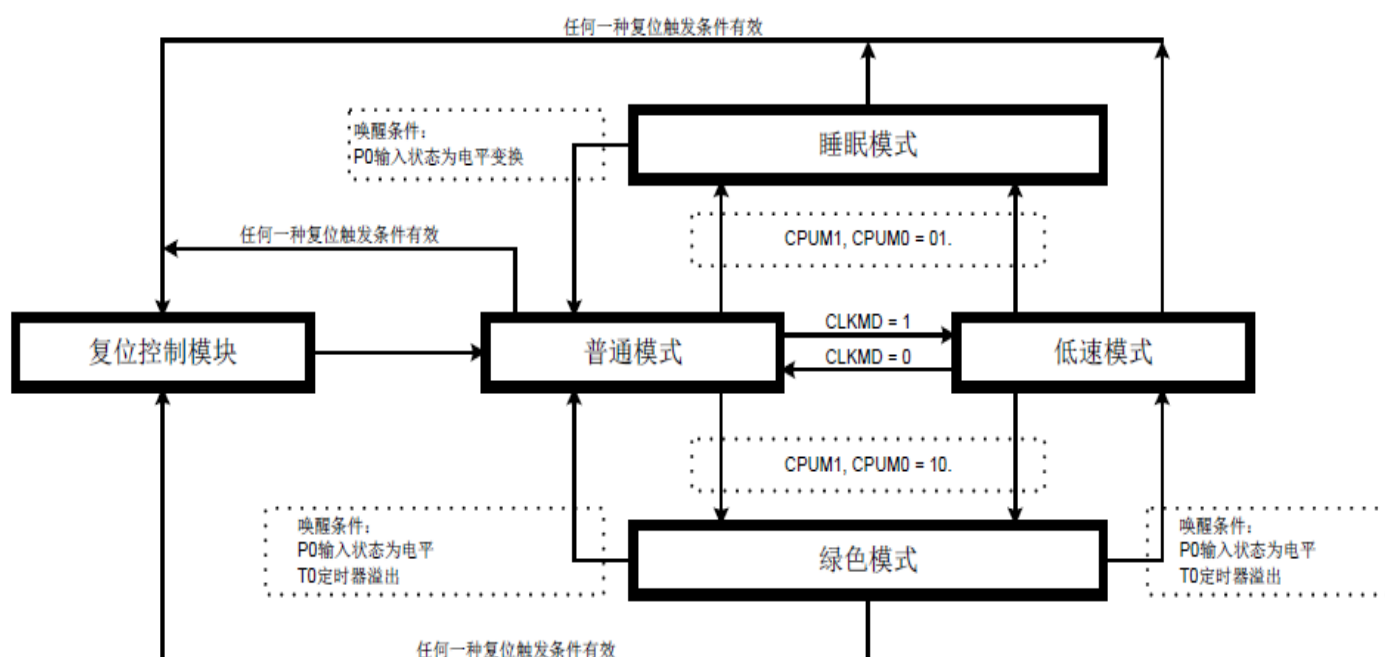 任何一种复位触发条件有效
唤醒条件：
P0输入状态为电平变换
睡眠模式
任何一种复位触发条件有效
CPUM1, CPUM0 = 01.
复位控制模块
普通模式
CLKMD = 1
CLKMD = 0
低速模式
CPUM1, CPUM0 = 10.
唤醒条件：
P0输入状态为电平
T0定时器溢出
绿色模式
唤醒条件：
P0输入状态为电平
T0定时器溢出
任何一种复位触发条件有效